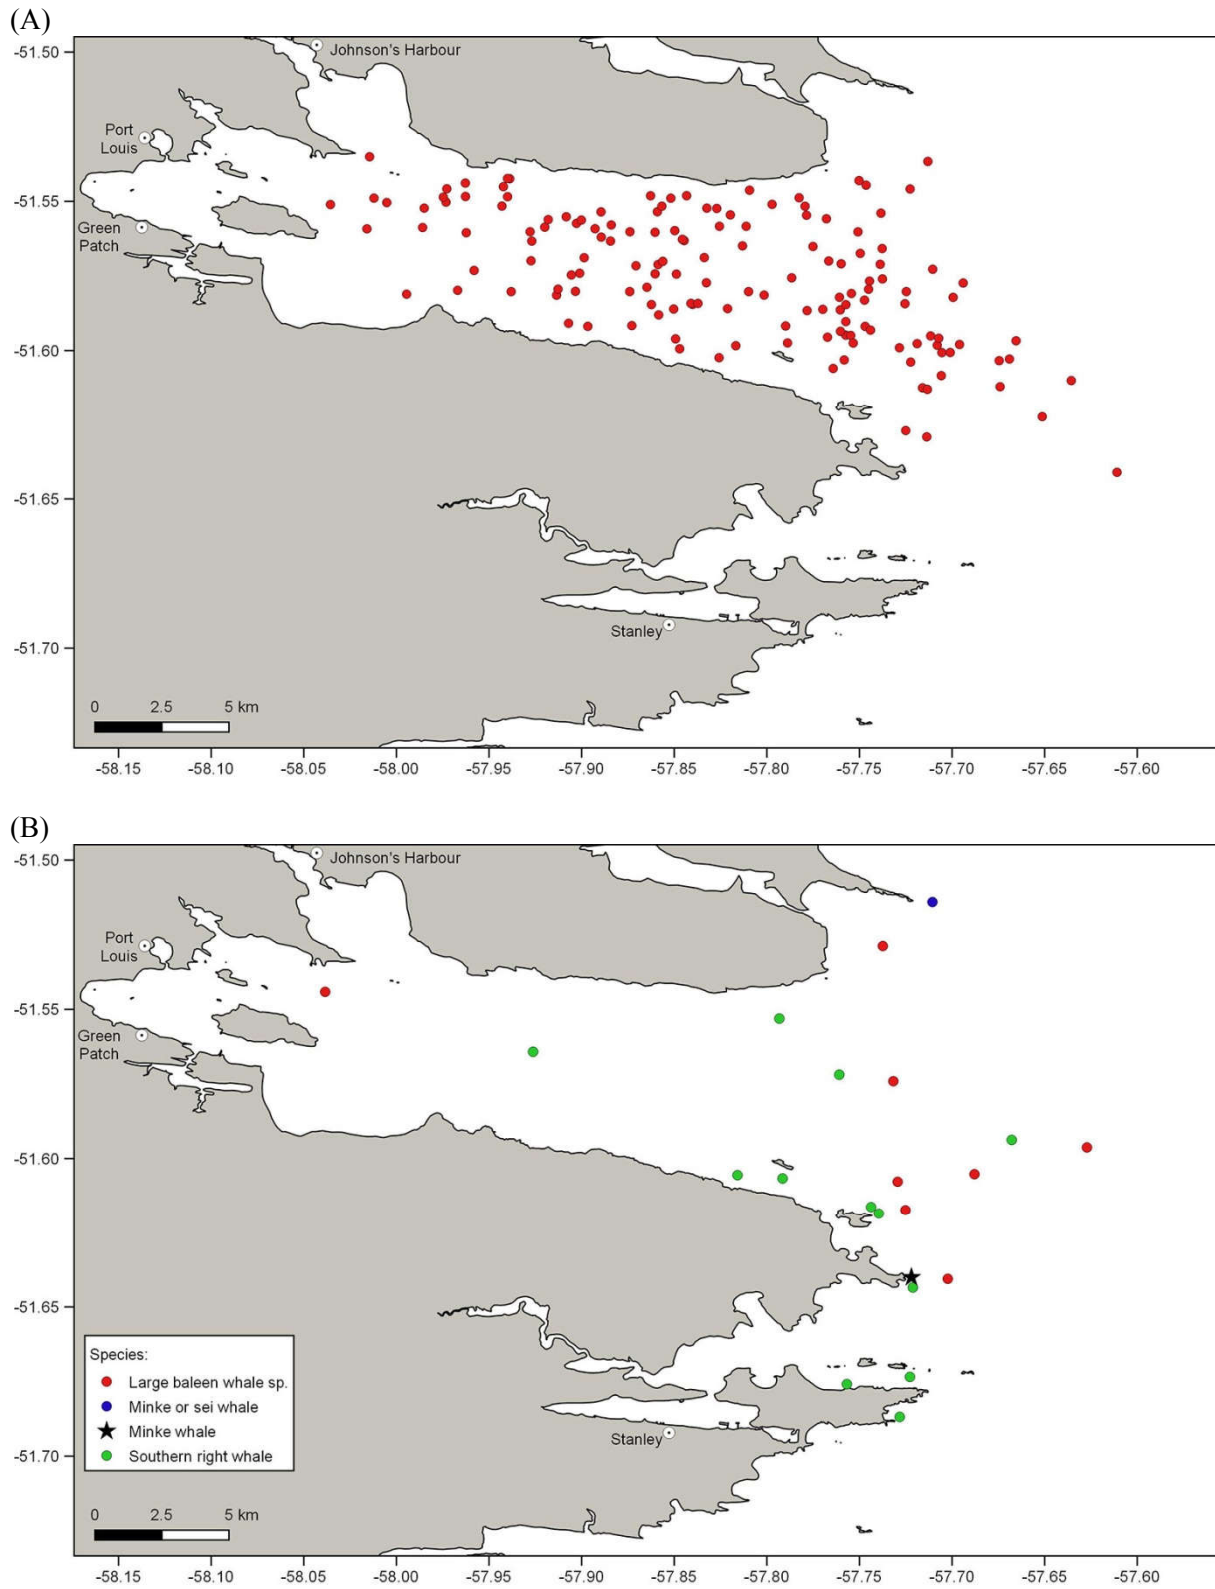 (A)
-51.50
Johnson's Harbour
Port
Louis
-51.55
Green
Patch
-51.60
-51.65
Stanley
-51.70
0 2.5 5 km
-58.15 -58.10 -58.05 -58.00 -57.95 -57.90 -57.85 -57.80 -57.75 -57.70 -57.65 -57.60
(B)
-51.50
Johnson's Harbour
Port
Louis
-51.55
Green
Patch
-51.60
-51.65
Species:
Large baleen whale sp.
Minke or sei whale
Minke whale
Southern right whale
Stanley
-51.70
0 2.5 5 km
-58.15 -58.10 -58.05 -58.00 -57.95 -57.90 -57.85 -57.80 -57.75 -57.70 -57.65 -57.60